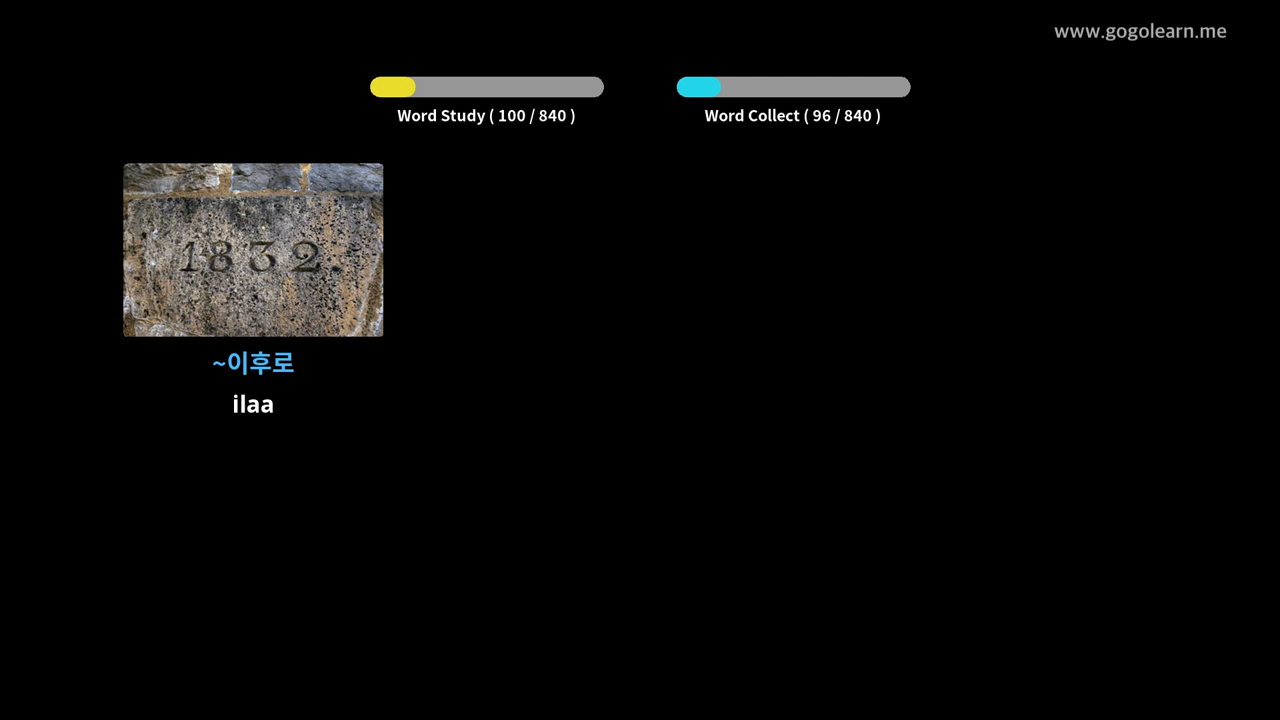 www.gogolearn.me
Word Study ( 100 / 840 )
Word Collect ( 96 / 840 )
1832.
~이후로
ilaa